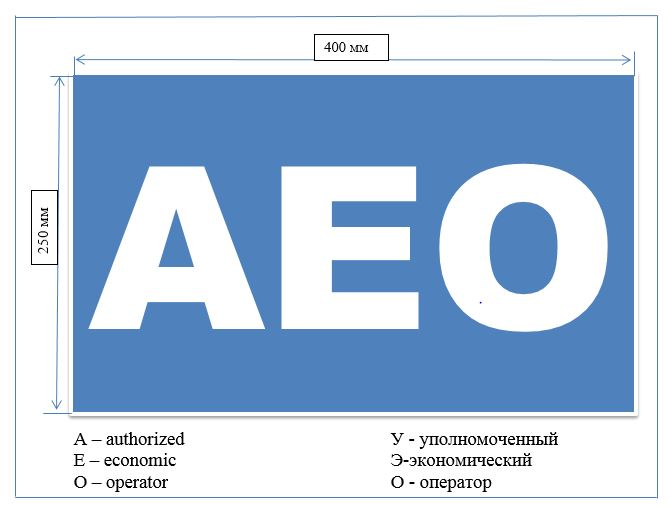 400 мм
250 мм
AEO
A – authorized
E – economic
O – operator
У - уполномоченный
Э-экономический
О - оператор